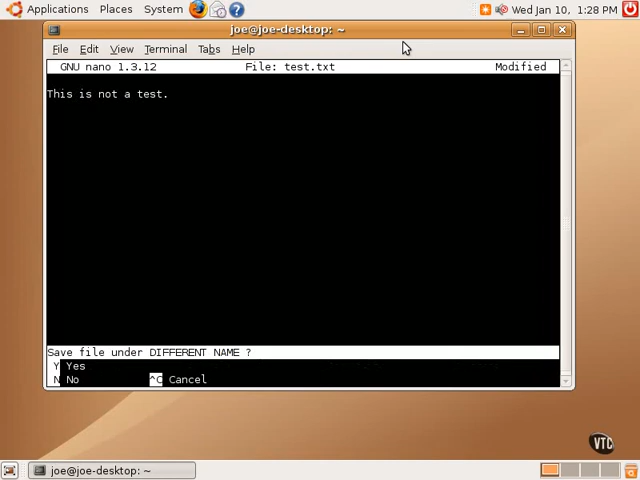 Applications Places System Wed Jan 10, 1:28 PM
joe@joe-desktop: ~
File Edit View Terminal Tabs Help
GNU nano 1.3.12 File: test.txt Modified
This is not a test.
Save file under DIFFERENT NAME ?
Y Yes
N No ^C Cancel
VTC
joe@joe-desktop: ~